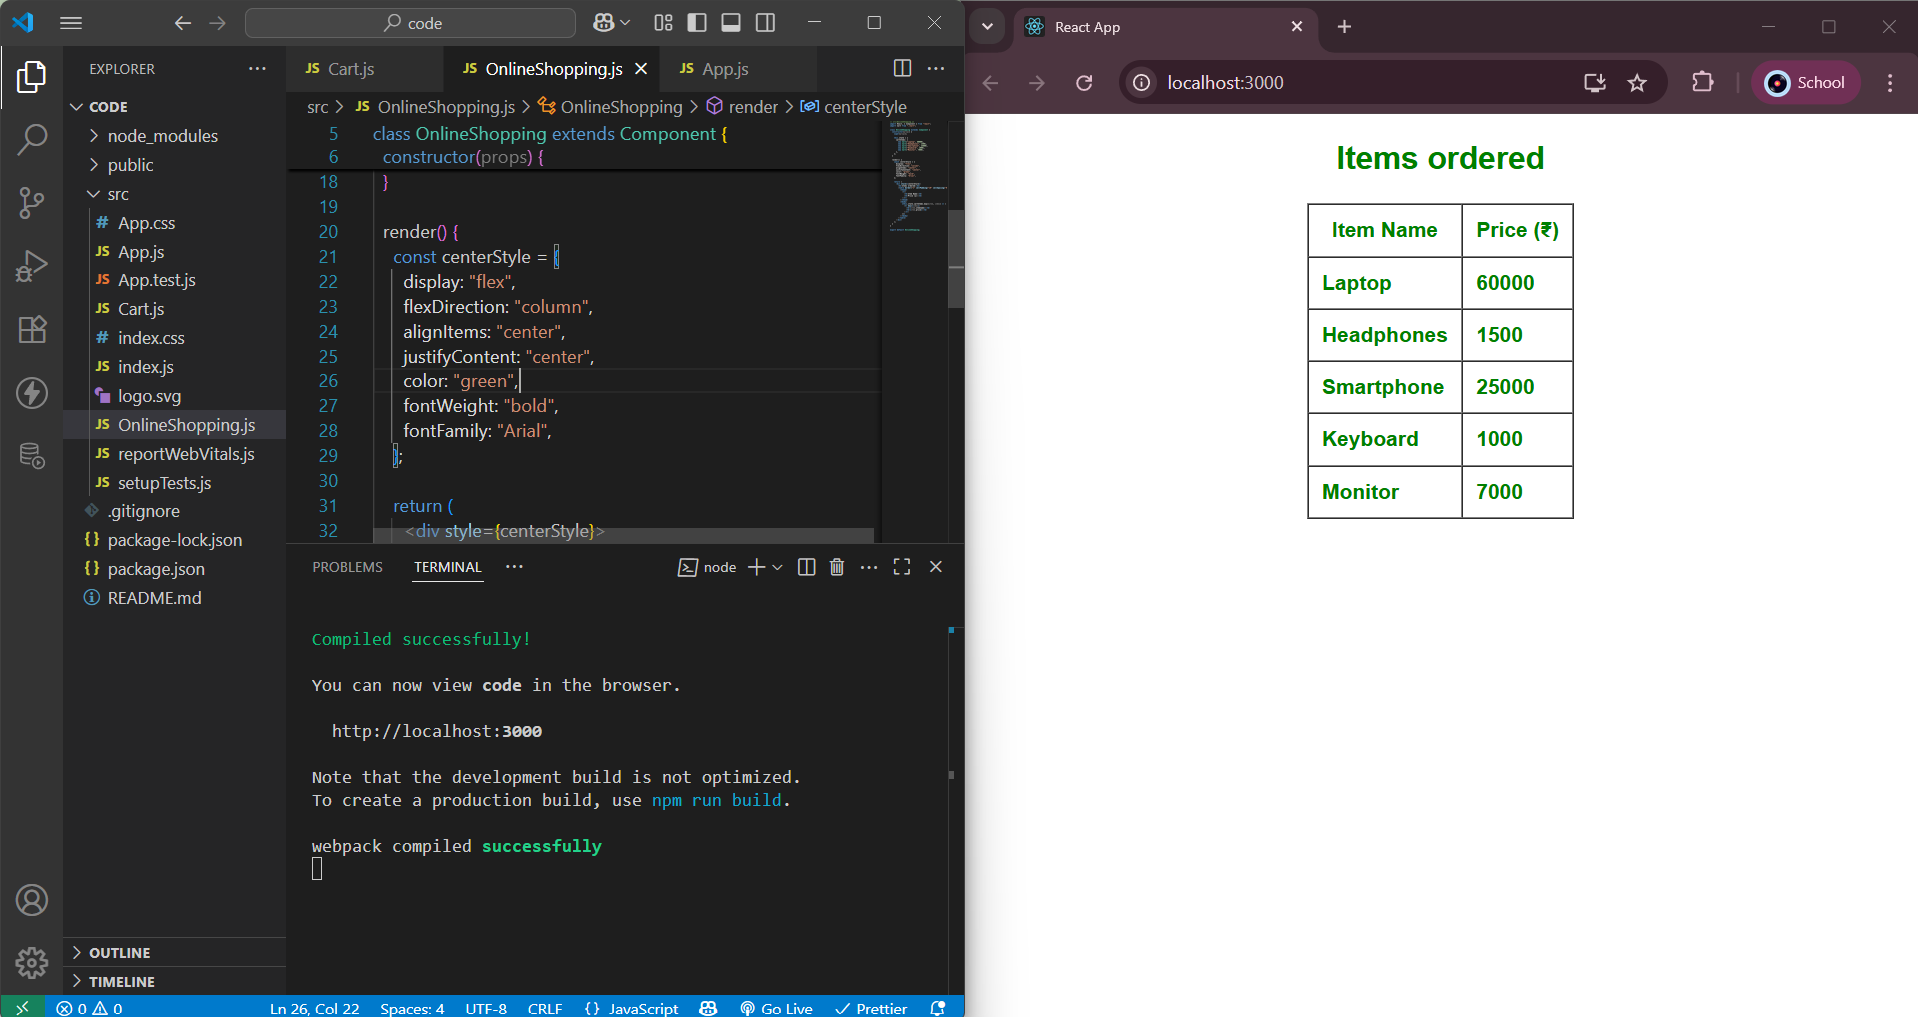 code
EXPLORER
CODE
node_modules
public
src
App.css
App.js
App.test.js
Cart.js
index.css
index.js
logo.svg
OnlineShopping.js
reportWebVitals.js
setupTests.js
.gitignore
package-lock.json
package.json
README.md
OUTLINE
TIMELINE
JS Cart.js
JS OnlineShopping.js
JS App.js
src > JS OnlineShopping.js > OnlineShopping > render > centerStyle
5 class OnlineShopping extends Component {
6 constructor(props) {
18 }
19
20 render() {
21 const centerStyle = {
22 display: "flex",
23 flexDirection: "column",
24 alignItems: "center",
25 justifyContent: "center",
26 color: "green",
27 fontWeight: "bold",
28 fontFamily: "Arial",
29 };
30
31 return (
32 <div style={centerStyle}>
PROBLEMS TERMINAL node
Compiled successfully!
You can now view code in the browser.
http://localhost:3000
Note that the development build is not optimized.
To create a production build, use npm run build.
webpack compiled successfully
0 0 Ln 26, Col 22 Spaces: 4 UTF-8 CRLF {} JavaScript Go Live Prettier
React App
localhost:3000
School
Items ordered
Item Name Price (₹)
Laptop 60000
Headphones 1500
Smartphone 25000
Keyboard 1000
Monitor 7000